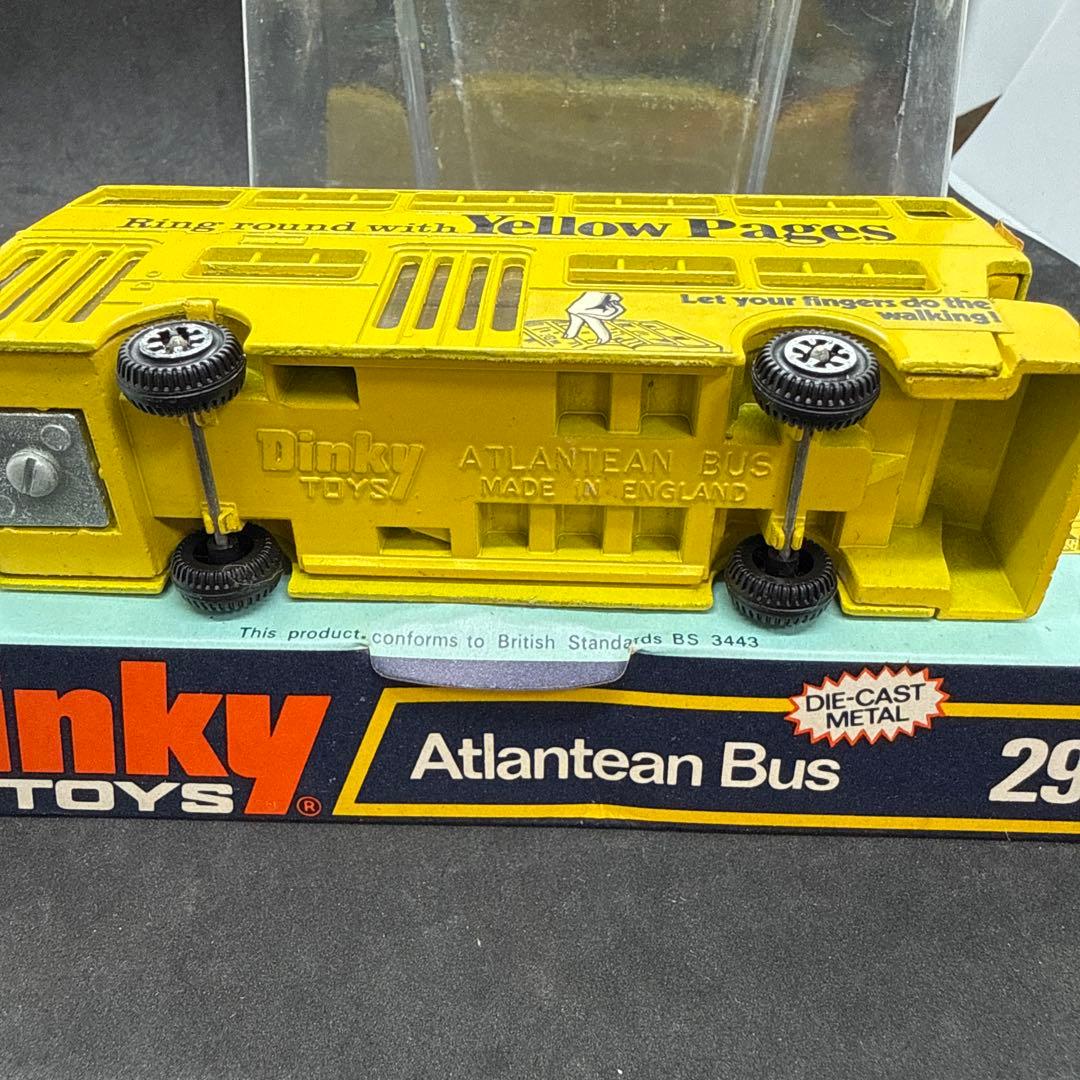 Ring round with Yellow Pages
Let your fingers do the
walking!
Dinky
TOYS
ATLANTEAN BUS
MADE IN ENGLAND
This product conforms to British Standards BS 3443
inky
TOYS
®
Atlantean Bus
DIE-CAST
METAL
29